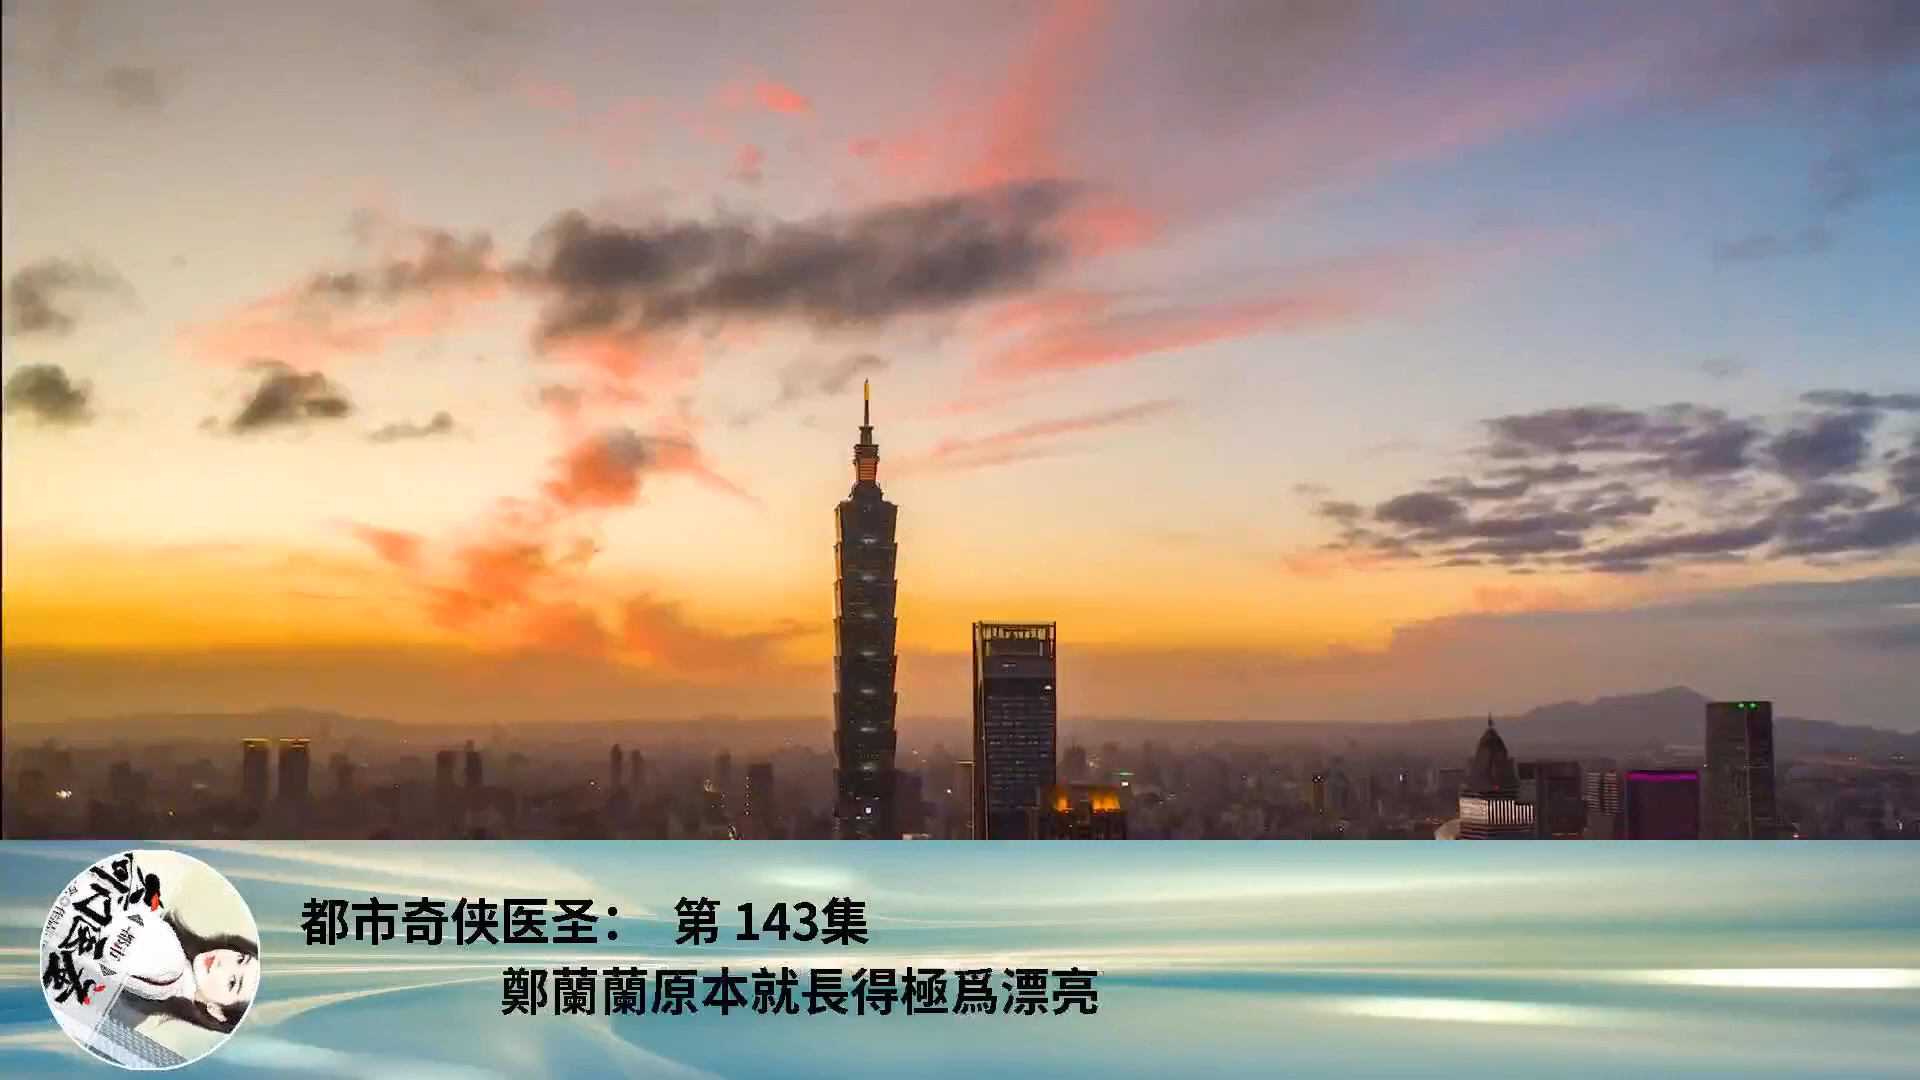 都市奇侠医圣： 第 143集
鄭蘭蘭原本就長得極爲漂亮